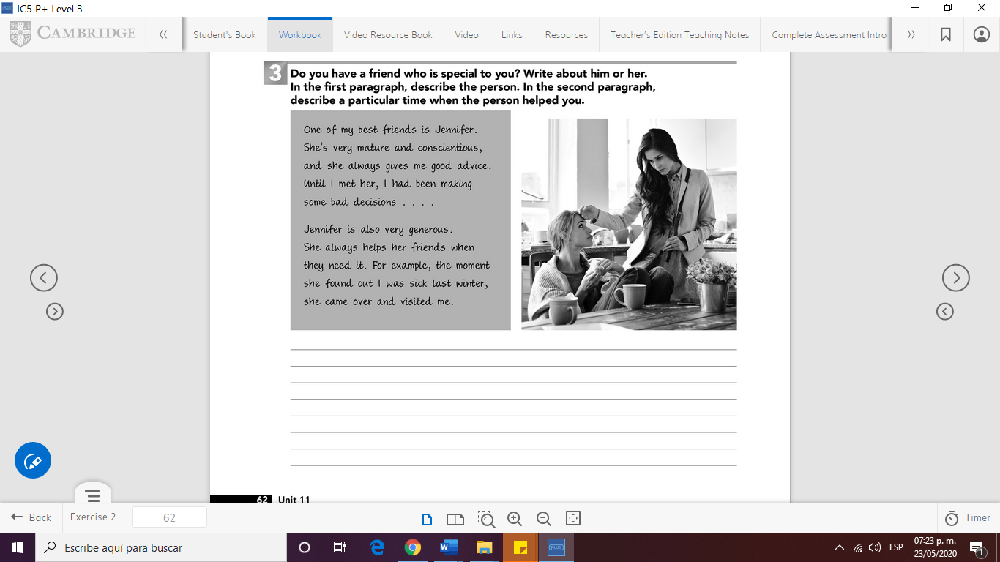 IC5 P+ Level 3
CAMBRIDGE
Student's Book
Workbook
Video Resource Book
Video
Links
Resources
Teacher's Edition Teaching Notes
Complete Assessment Intro
3
Do you have a friend who is special to you? Write about him or her.
In the first paragraph, describe the person. In the second paragraph,
describe a particular time when the person helped you.
One of my best friends is Jennifer.
She's very mature and conscientious,
and she always gives me good advice.
Until I met her, I had been making
some bad decisions . . . .
Jennifer is also very generous.
She always helps her friends when
they need it. For example, the moment
she found out I was sick last winter,
she came over and visited me.
62 Unit 11
Back
Exercise 2
62
Timer
Escribe aquí para buscar
PLUS
ESP
07:23 p. m.
23/05/2020
1